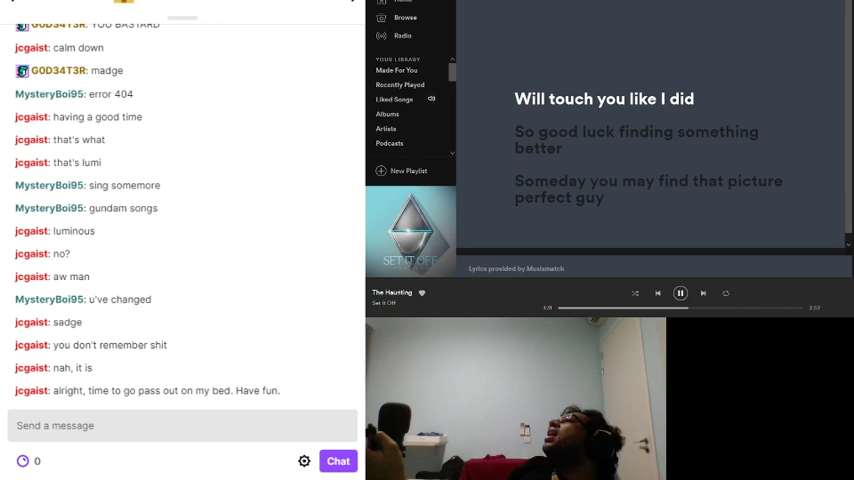 G0D34T3R: YOU BASTARD
jcgaist: calm down
G0D34T3R: madge
MysteryBoi95: error 404
jcgaist: having a good time
jcgaist: that's what
jcgaist: that's lumi
MysteryBoi95: sing somemore
MysteryBoi95: gundam songs
jcgaist: luminous
jcgaist: no?
jcgaist: aw man
MysteryBoi95: u've changed
jcgaist: sadge
jcgaist: you don't remember shit
jcgaist: nah, it is
jcgaist: alright, time to go pass out on my bed. Have fun.
Send a message
0
Chat
Browse
Radio
YOUR LIBRARY
Made For You
Recently Played
Liked Songs
Albums
Artists
Podcasts
New Playlist
SET IT OFF
Will touch you like I did
So good luck finding something
better
Someday you may find that picture
perfect guy
Lyrics provided by Musixmatch
The Haunting
Set It Off
1:31
2:52